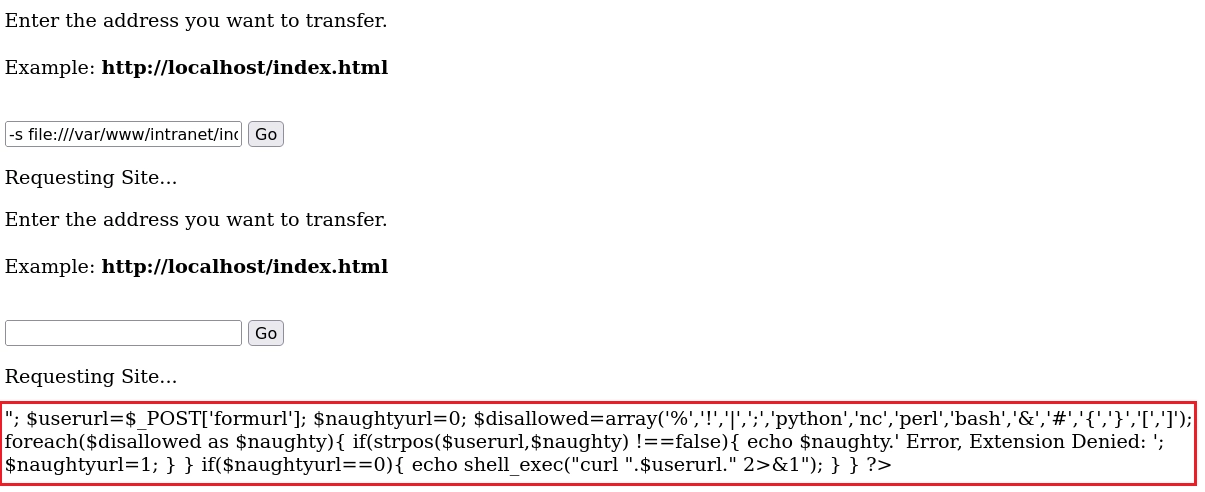 Enter the address you want to transfer.
Example: http://localhost/index.html
-s file:///var/www/intranet/ind Go
Requesting Site...
Enter the address you want to transfer.
Example: http://localhost/index.html
Go
Requesting Site...
"; $userurl=$_POST['formurl']; $naughtyurl=0; $disallowed=array('%','!','|',';','python','nc','perl','bash','&','#','{','}','[',']');
foreach($disallowed as $naughty){ if(strpos($userurl,$naughty) !==false){ echo $naughty.' Error, Extension Denied: ';
$naughtyurl=1; } } if($naughtyurl==0){ echo shell_exec("curl ".$userurl." 2>&1"); } } ?>